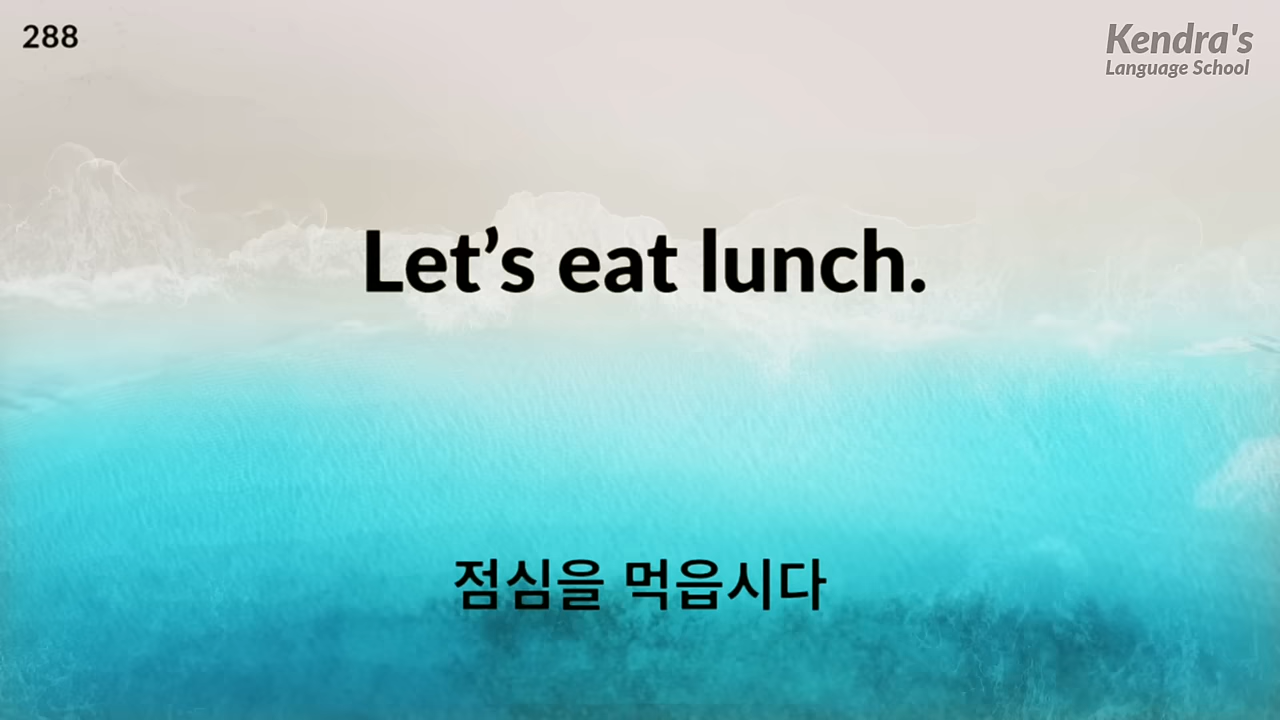 288
Kendra's
Language School
Let’s eat lunch.
점심을 먹읍시다